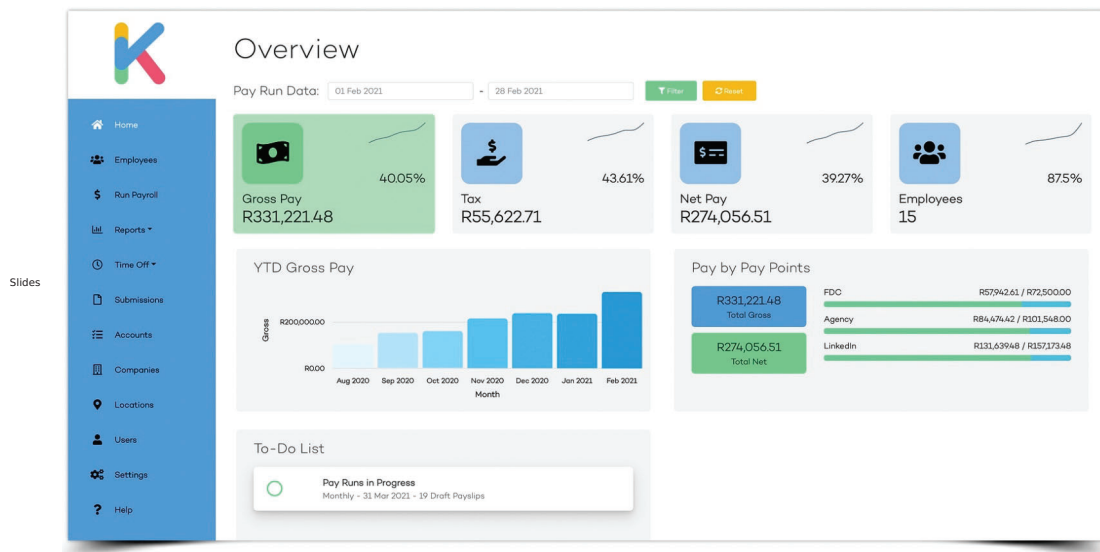 Slides
Home
Employees
Run Payroll
Reports
Time Off
Submissions
Accounts
Companies
Locations
Users
Settings
Help
Overview
Pay Run Data: 01 Feb 2021 - 28 Feb 2021 Filter Reset
40.05%
Gross Pay
R331,221.48
43.61%
Tax
R55,622.71
39.27%
Net Pay
R274,056.51
87.5%
Employees
15
YTD Gross Pay
Gross
R200,000.00
R0.00
Aug 2020 Sep 2020 Oct 2020 Nov 2020 Dec 2020 Jan 2021 Feb 2021
Month
Pay by Pay Points
R331,221.48
Total Gross
R274,056.51
Total Net
FDC R57,942.61 / R72,500.00
Agency R84,474.42 / R101,548.00
LinkedIn R131,639.48 / R157,173.48
To-Do List
Pay Runs in Progress
Monthly - 31 Mar 2021 - 19 Draft Payslips